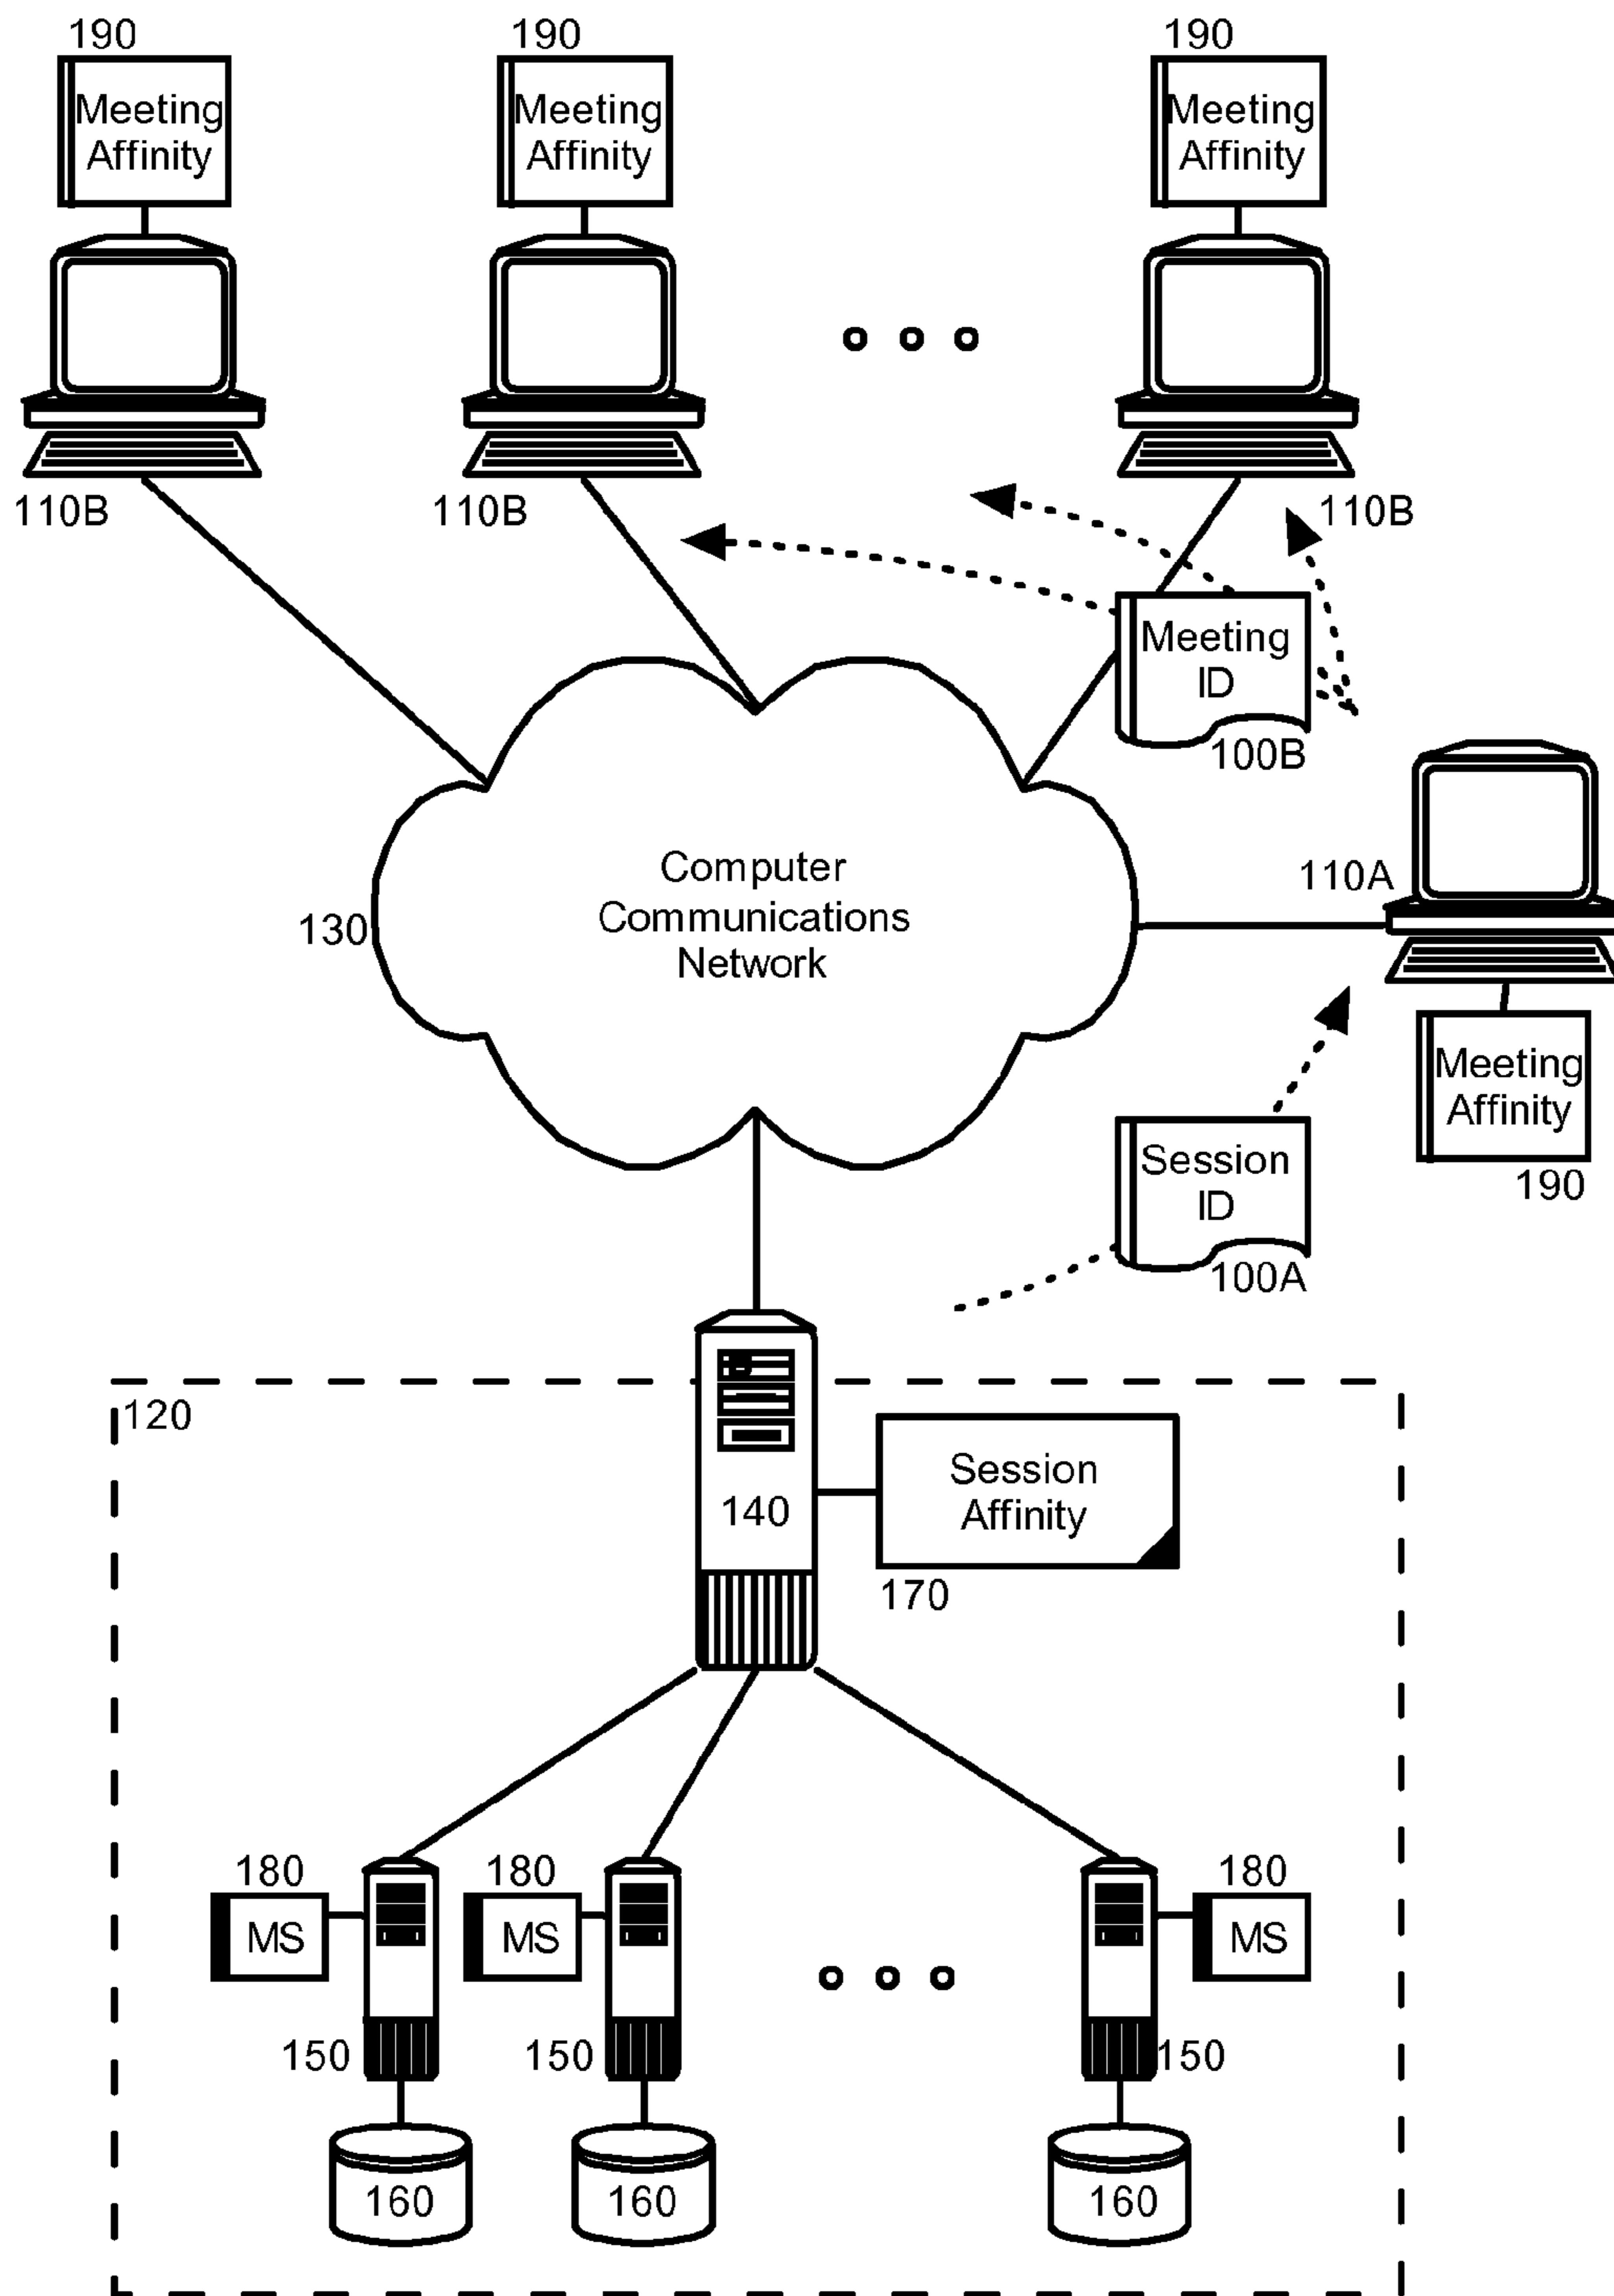 190
190
190
Meeting
Affinity
Meeting
Affinity
Meeting
Affinity
110B
110B
110B
Meeting
ID
100B
110A
Computer
Communications
Network
130
Meeting
Affinity
190
Session
ID
100A
120
140
Session
Affinity
170
180
180
180
MS
MS
MS
150
150
150
160
160
160